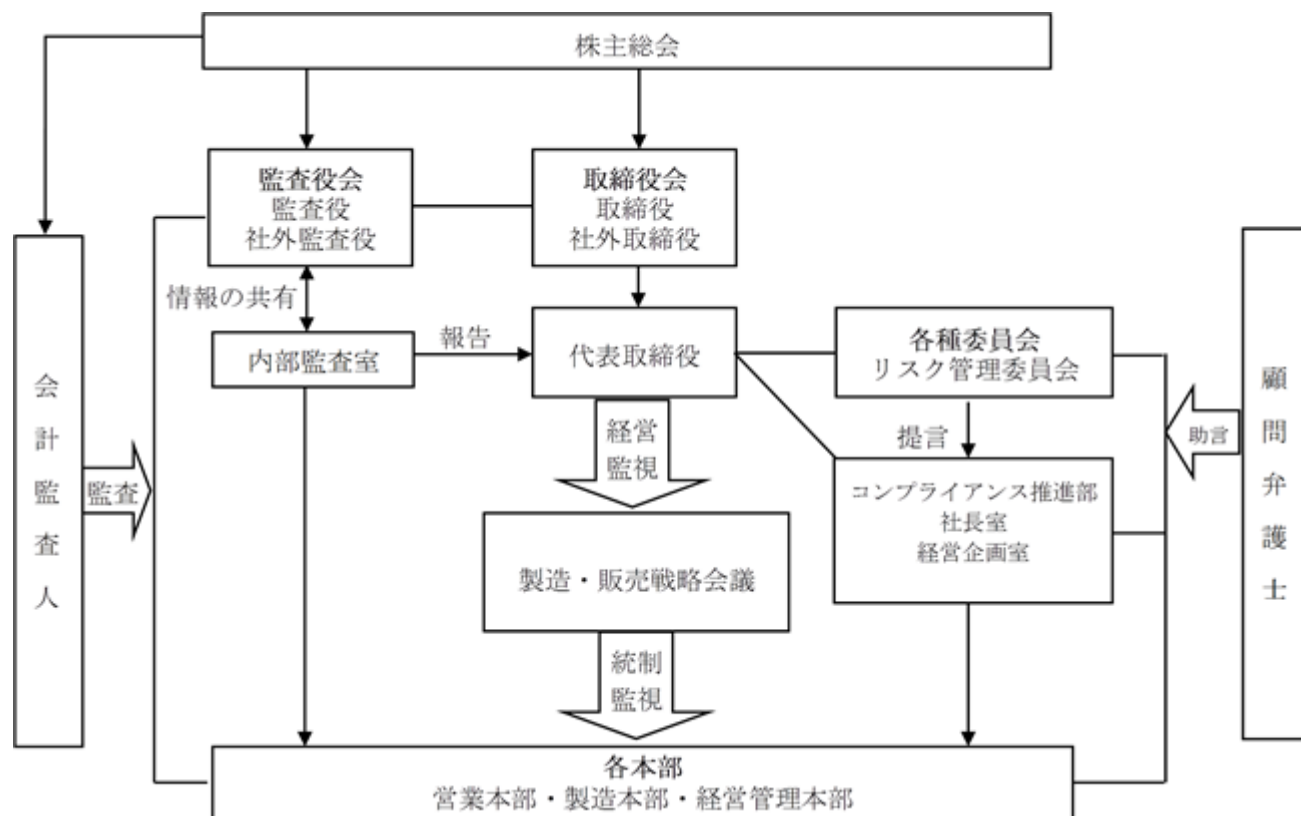 株主総会
監査役会
監査役
社外監査役
取締役会
取締役
社外取締役
情報の共有
内部監査室
報告
代表取締役
各種委員会
リスク管理委員会
会計監査人
監査
経営
監視
提言
助言
顧問弁護士
コンプライアンス推進部
社長室
経営企画室
製造・販売戦略会議
統制
監視
各本部
営業本部・製造本部・経営管理本部